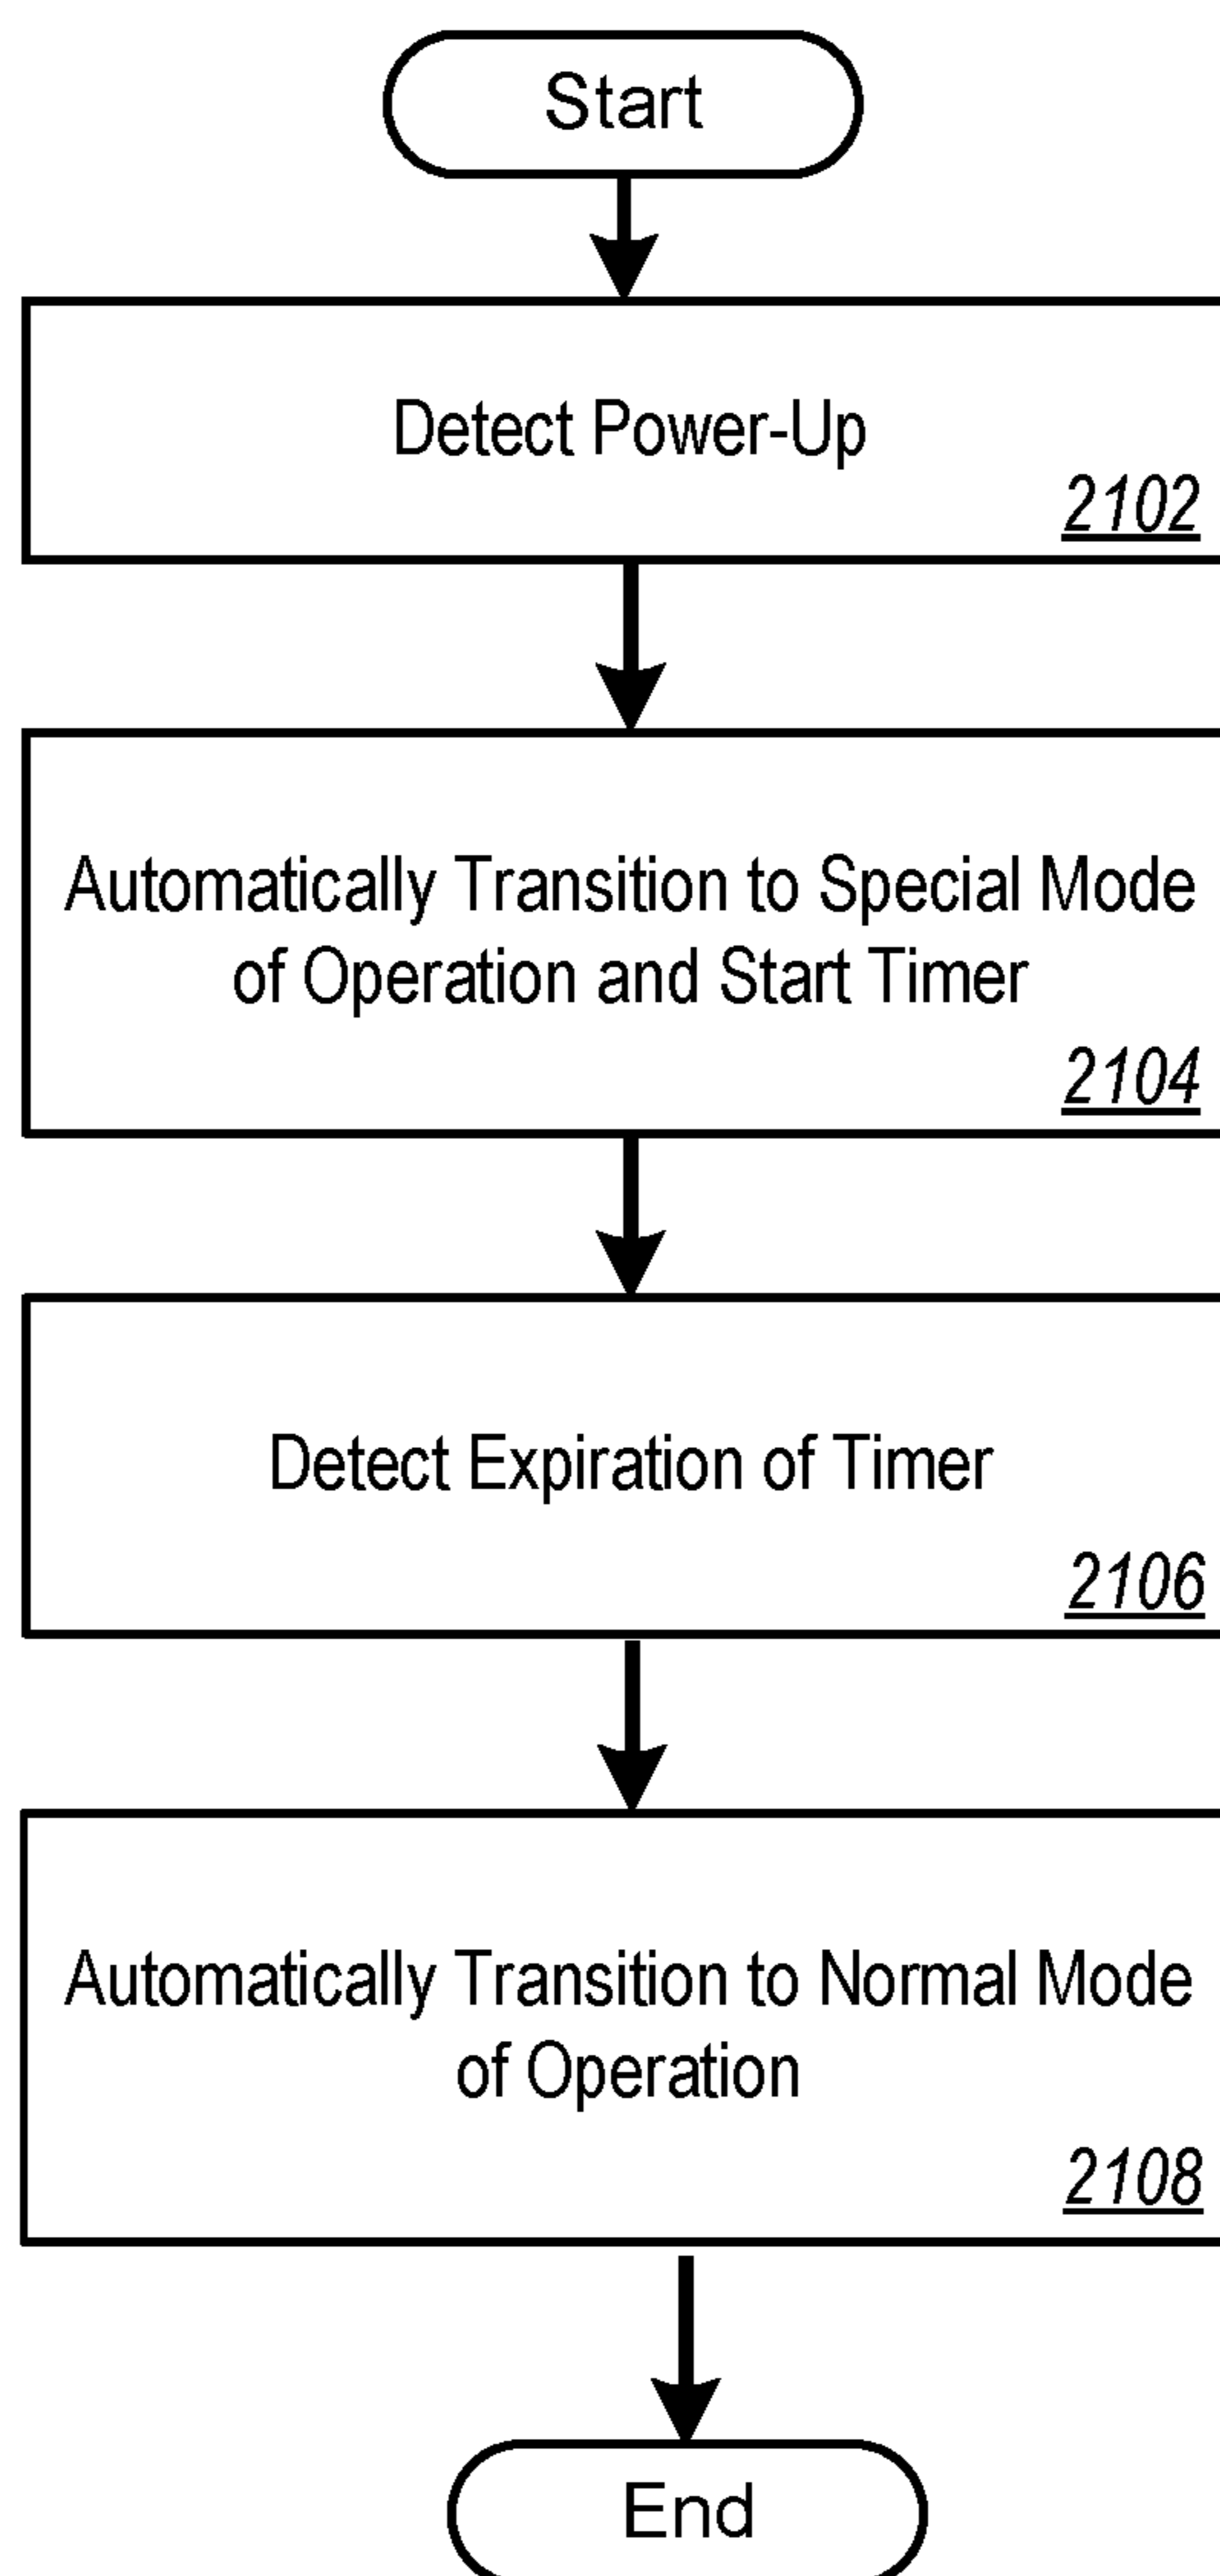 Start
Detect Power-Up
2102
Automatically Transition to Special Mode
of Operation and Start Timer
2104
Detect Expiration of Timer
2106
Automatically Transition to Normal Mode
of Operation
2108
End